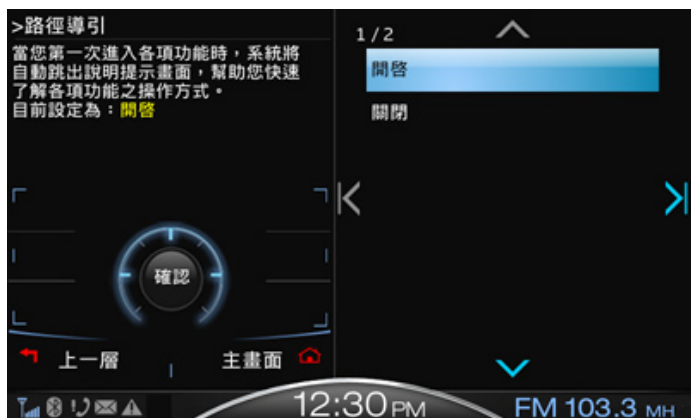 >路徑導引
當您第一次進入各項功能時，系統將
自動跳出說明提示畫面，幫助您快速
了解各項功能之操作方式。
目前設定為：開啓
1/2
開啓
關閉
確認
上一層
主畫面
12:30 PM
FM 103.3 MH